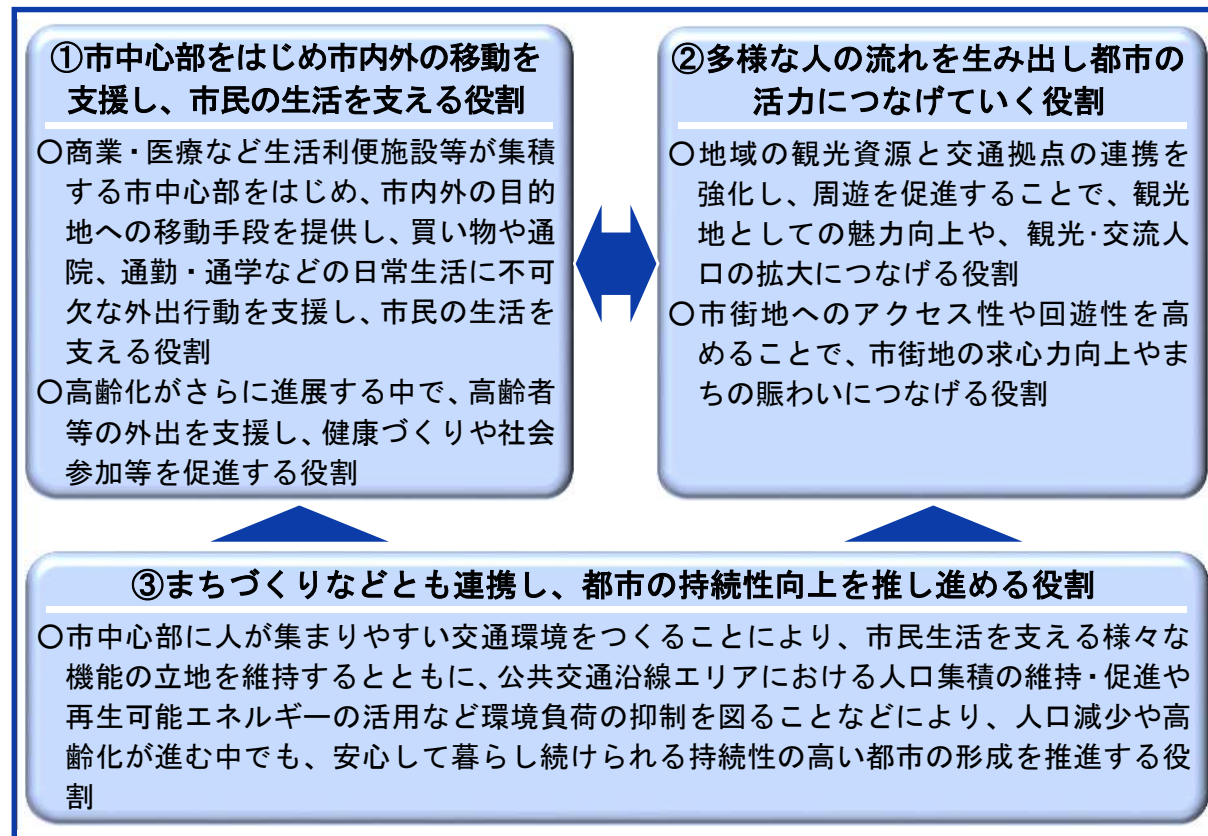 ①市中心部をはじめ市内外の移動を
支援し、市民の生活を支える役割
○商業・医療など生活利便施設等が集積
する市中心部をはじめ、市内外の目的
地への移動手段を提供し、買い物や通
院、通勤・通学などの日常生活に不可
欠な外出行動を支援し、市民の生活を
支える役割
○高齢化がさらに進展する中で、高齢者
等の外出を支援し、健康づくりや社会
参加等を促進する役割
②多様な人の流れを生み出し都市の
活力につなげていく役割
○地域の観光資源と交通拠点の連携を
強化し、周遊を促進することで、観光
地としての魅力向上や、観光・交流人
口の拡大につなげる役割
○市街地へのアクセス性や回遊性を高
めることで、市街地の求心力向上やま
ちの賑わいにつなげる役割
③まちづくりなどとも連携し、都市の持続性向上を推し進める役割
○市中心部に人が集まりやすい交通環境をつくることにより、市民生活を支える様々な
機能の立地を維持するとともに、公共交通沿線エリアにおける人口集積の維持・促進や
再生可能エネルギーの活用など環境負荷の抑制を図ることなどにより、人口減少や高
齢化が進む中でも、安心して暮らし続けられる持続性の高い都市の形成を推進する役
割